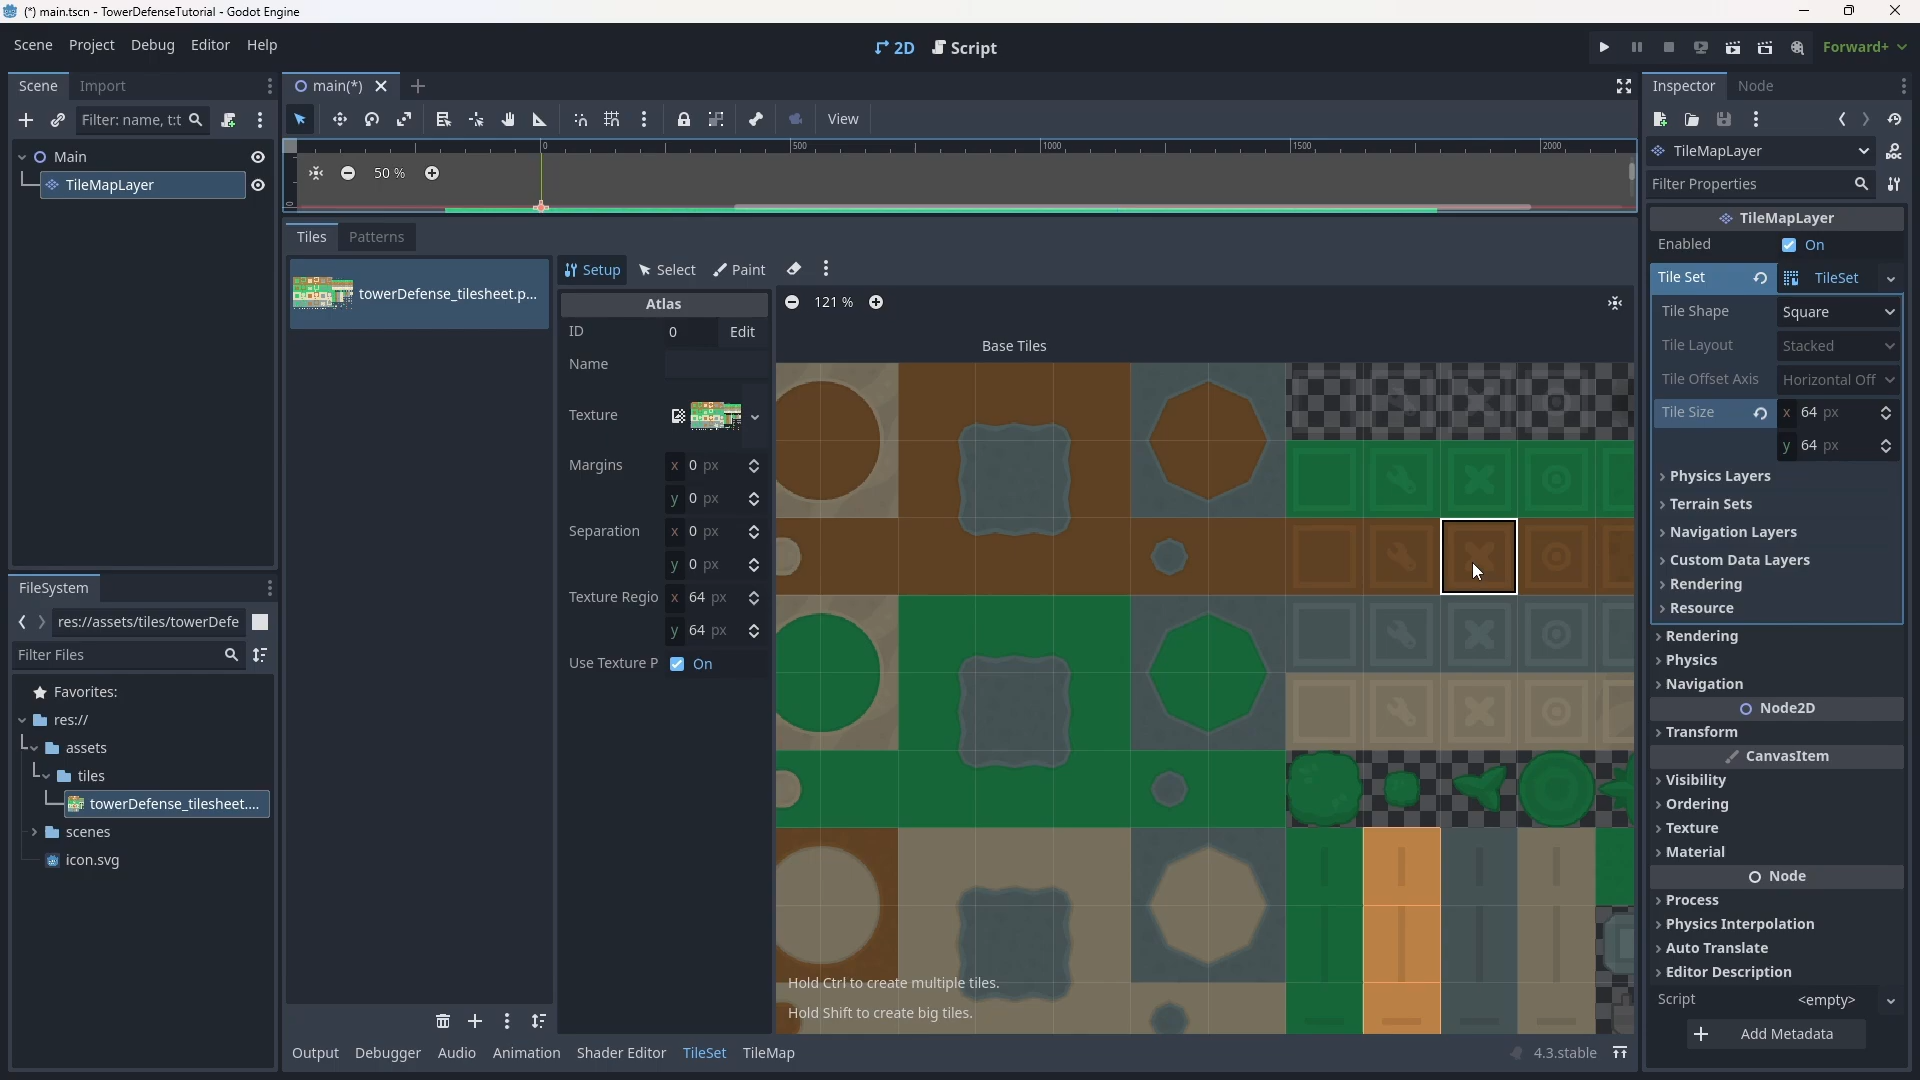 (*) main.tscn - TowerDefenseTutorial - Godot Engine
Scene Project Debug Editor Help
2D Script
Forward+
Scene Import
main(*)
Inspector Node
Filter: name, t:t
View
TileMapLayer
Main
TileMapLayer
0 500 1000 1500 2000
50 %
0
Filter Properties
TileMapLayer
Enabled On
Tile Set TileSet
Tile Shape Square
Tile Layout Stacked
Tile Offset Axis Horizontal Off
Tile Size x 64 px
y 64 px
Physics Layers
Terrain Sets
Navigation Layers
Custom Data Layers
Rendering
Resource
Rendering
Physics
Navigation
Node2D
Transform
CanvasItem
Visibility
Ordering
Texture
Material
Node
Process
Physics Interpolation
Auto Translate
Editor Description
Script <empty>
Add Metadata
Tiles Patterns
towerDefense_tilesheet.p...
Setup Select Paint
Atlas
ID 0 Edit
Name
Texture
Margins x 0 px
y 0 px
Separation x 0 px
y 0 px
Texture Regio x 64 px
y 64 px
Use Texture P On
121 %
Base Tiles
Hold Ctrl to create multiple tiles.
Hold Shift to create big tiles.
FileSystem
res://assets/tiles/towerDefe
Filter Files
Favorites:
res://
assets
tiles
towerDefense_tilesheet....
scenes
icon.svg
Output Debugger Audio Animation Shader Editor TileSet TileMap
4.3.stable